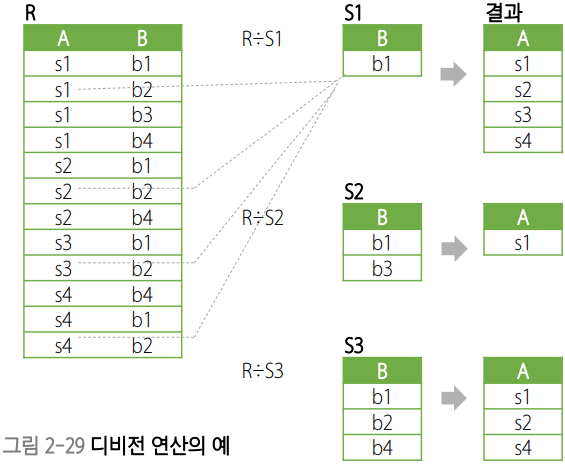 R
A B
s1 b1
s1 b2
s1 b3
s1 b4
s2 b1
s2 b2
s2 b4
s3 b1
s3 b2
s4 b4
s4 b1
s4 b2
R÷S1
S1
B
b1
결과
A
s1
s2
s3
s4
R÷S2
S2
B
b1
b3
A
s1
R÷S3
S3
B
b1
b2
b4
A
s1
s2
s4
그림 2-29 디비전 연산의 예